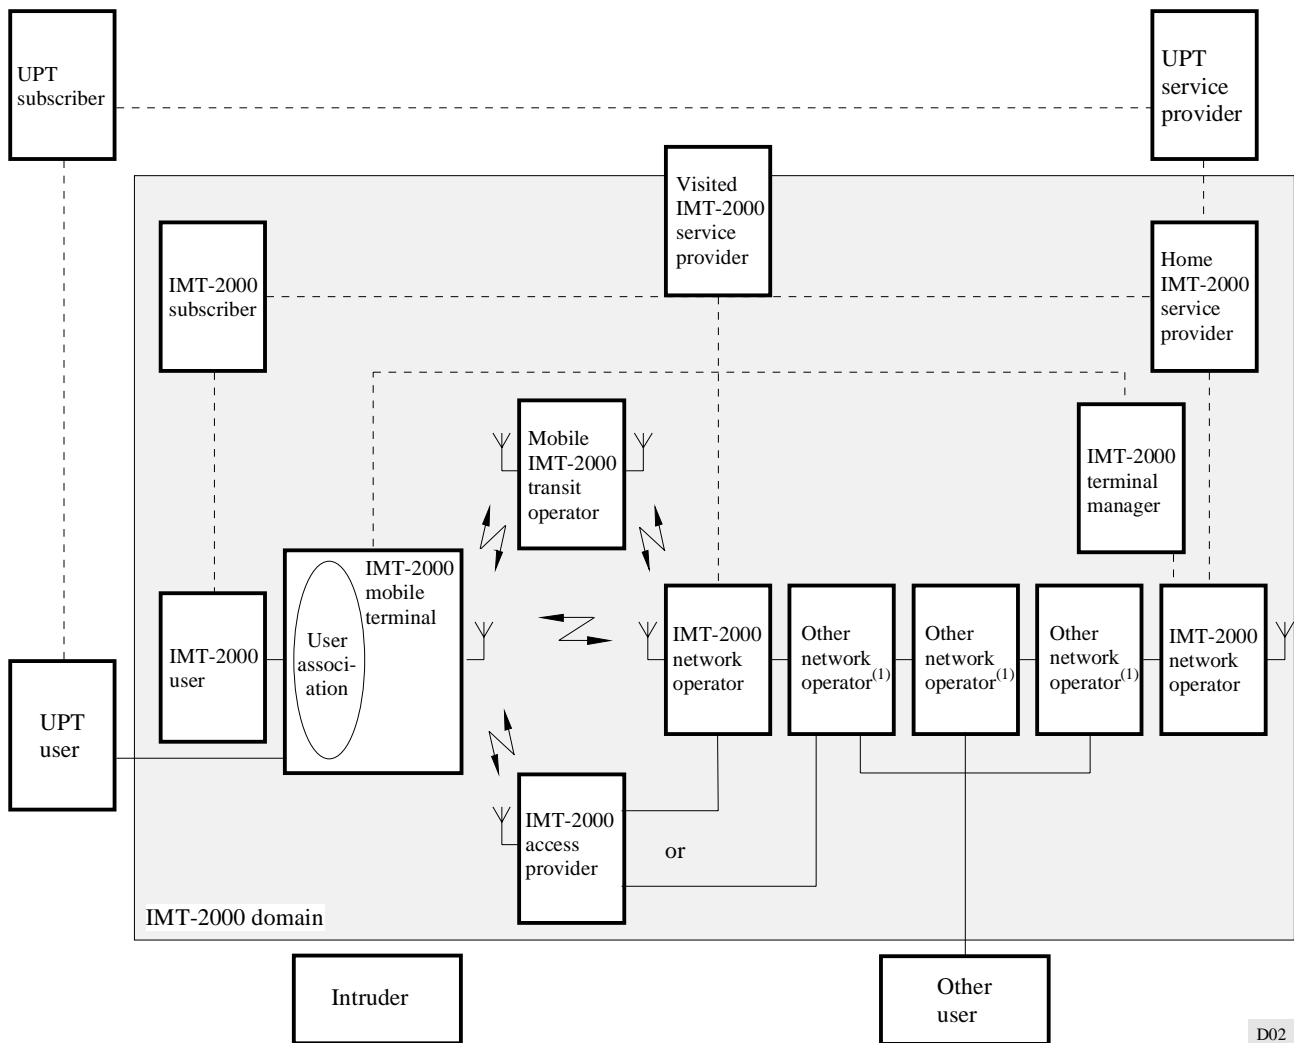 UPT
subscriber
UPT
service
provider
Visited
IMT-2000
service
provider
IMT-2000
subscriber
Home
IMT-2000
service
provider
Mobile
IMT-2000
transit
operator
IMT-2000
terminal
manager
IMT-2000
mobile
terminal
User
associ-
ation
IMT-2000
user
UPT
user
IMT-2000
network
operator
Other
network
operator(1)
Other
network
operator(1)
Other
network
operator(1)
IMT-2000
network
operator
IMT-2000
access
provider
or
IMT-2000 domain
Intruder
Other
user
D02